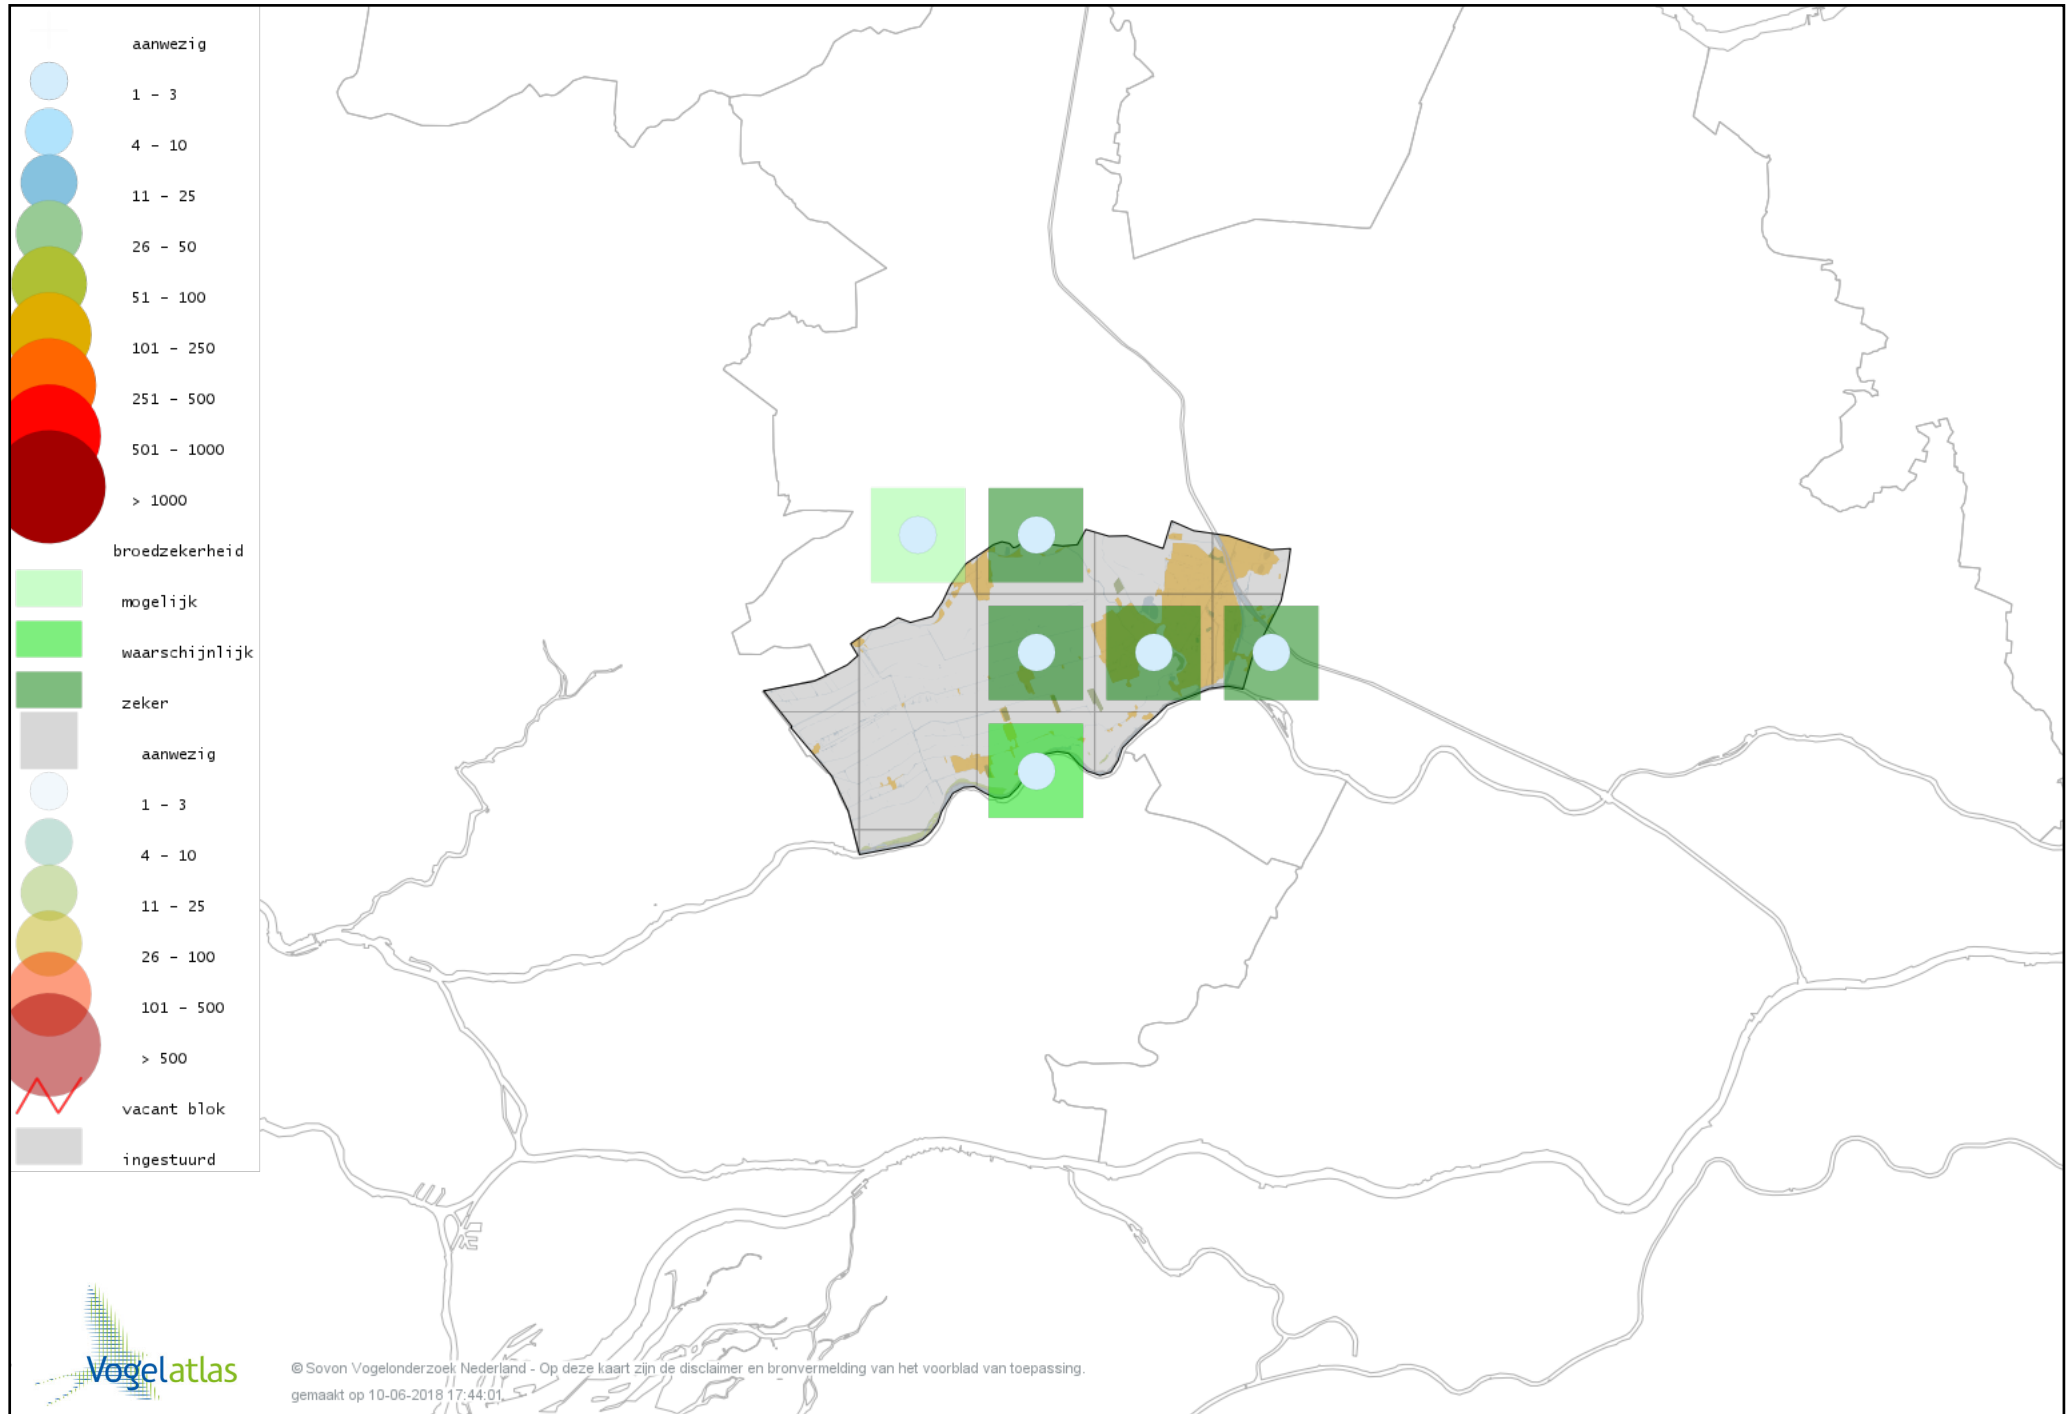 aanwezig
1 - 3
4 - 10
11 - 25
26 - 50
51 - 100
101 - 250
251 - 500
501 - 1000
> 1000
broedzekerheid
mogelijk
waarschijnlijk
zeker
aanwezig
1 - 3
4 - 10
11 - 25
26 - 100
101 - 500
> 500
vacant blok
ingestuurd
Vogelatlas
© Sovon Vogelonderzoek Nederland - Op deze kaart zijn de disclaimer en bronvermelding van het voorblad van toepassing.
gemaakt op 10-06-2018 17:44:01